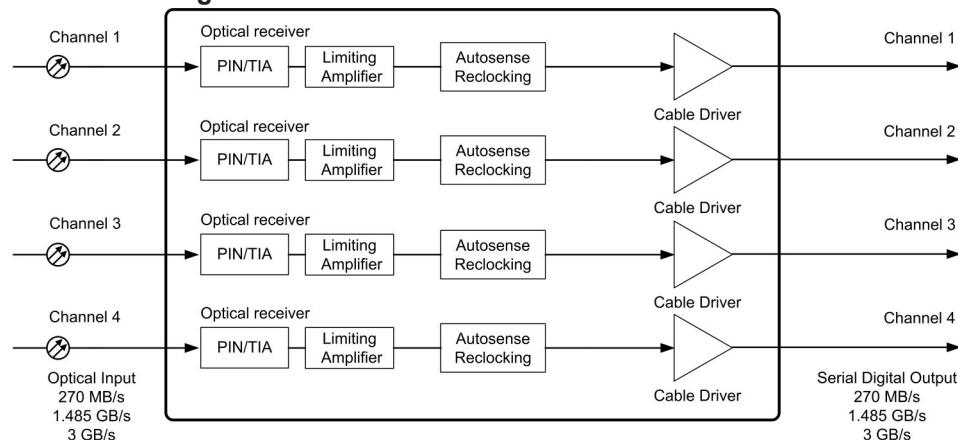 Channel 1
Optical receiver
PIN/TIA
Limiting
Amplifier
Autosense
Reclocking
Cable Driver
Channel 1
Channel 2
Optical receiver
PIN/TIA
Limiting
Amplifier
Autosense
Reclocking
Cable Driver
Channel 2
Channel 3
Optical receiver
PIN/TIA
Limiting
Amplifier
Autosense
Reclocking
Cable Driver
Channel 3
Channel 4
Optical receiver
PIN/TIA
Limiting
Amplifier
Autosense
Reclocking
Cable Driver
Channel 4
Optical Input
270 MB/s
1.485 GB/s
3 GB/s
Serial Digital Output
270 MB/s
1.485 GB/s
3 GB/s